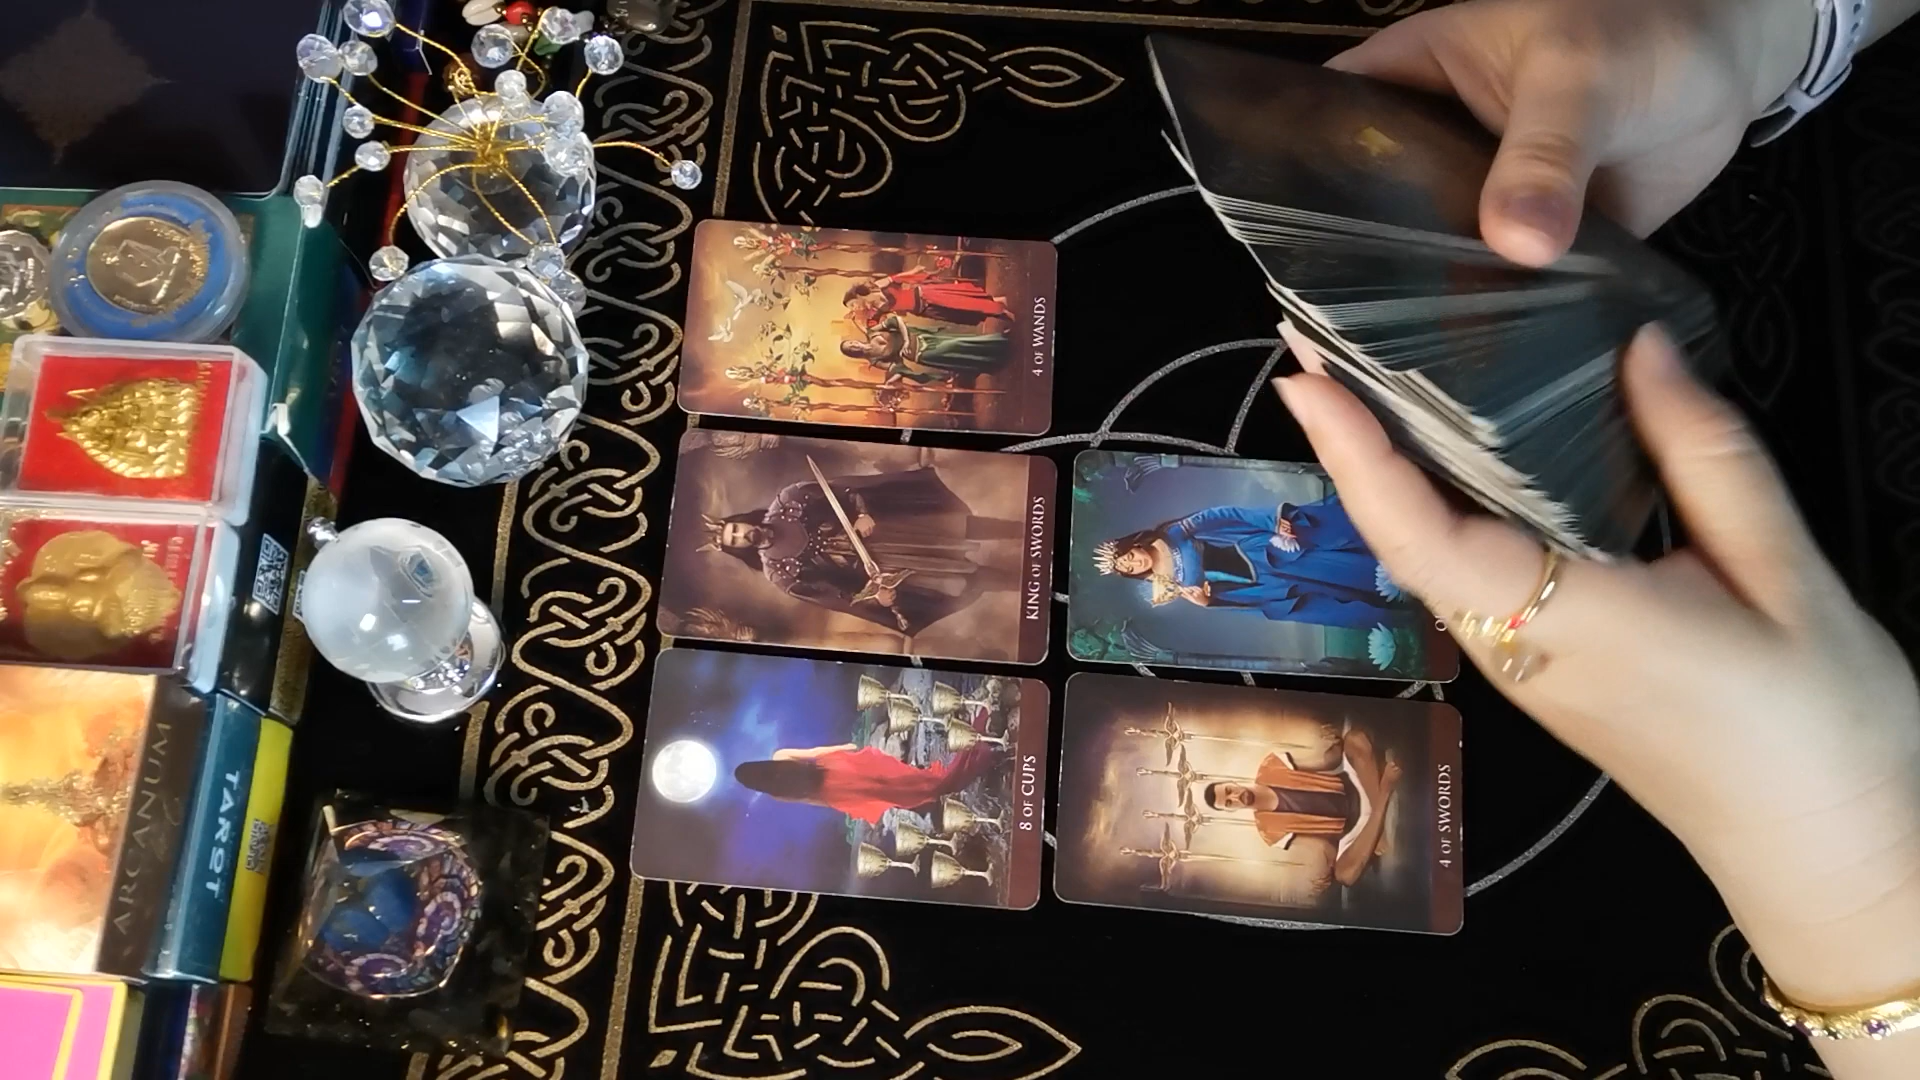 4 OF WANDS
KING OF SWORDS
8 OF CUPS
4 OF SWORDS
ARCANUM
TAROT